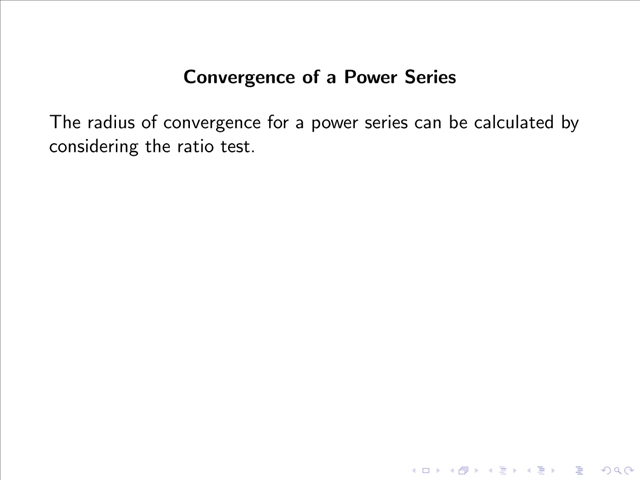 Convergence of a Power Series
The radius of convergence for a power series can be calculated by
considering the ratio test.